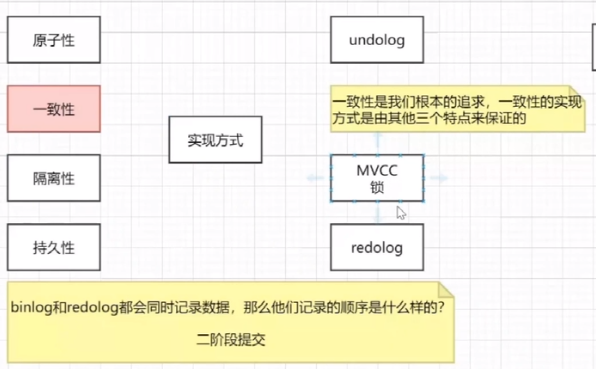 原子性
undolog
一致性
一致性是我们根本的追求，一致性的实现
方式是由其他三个特点来保证的
实现方式
隔离性
MVCC
锁
持久性
redolog
binlog和redolog都会同时记录数据，那么他们记录的顺序是什么样的？
二阶段提交